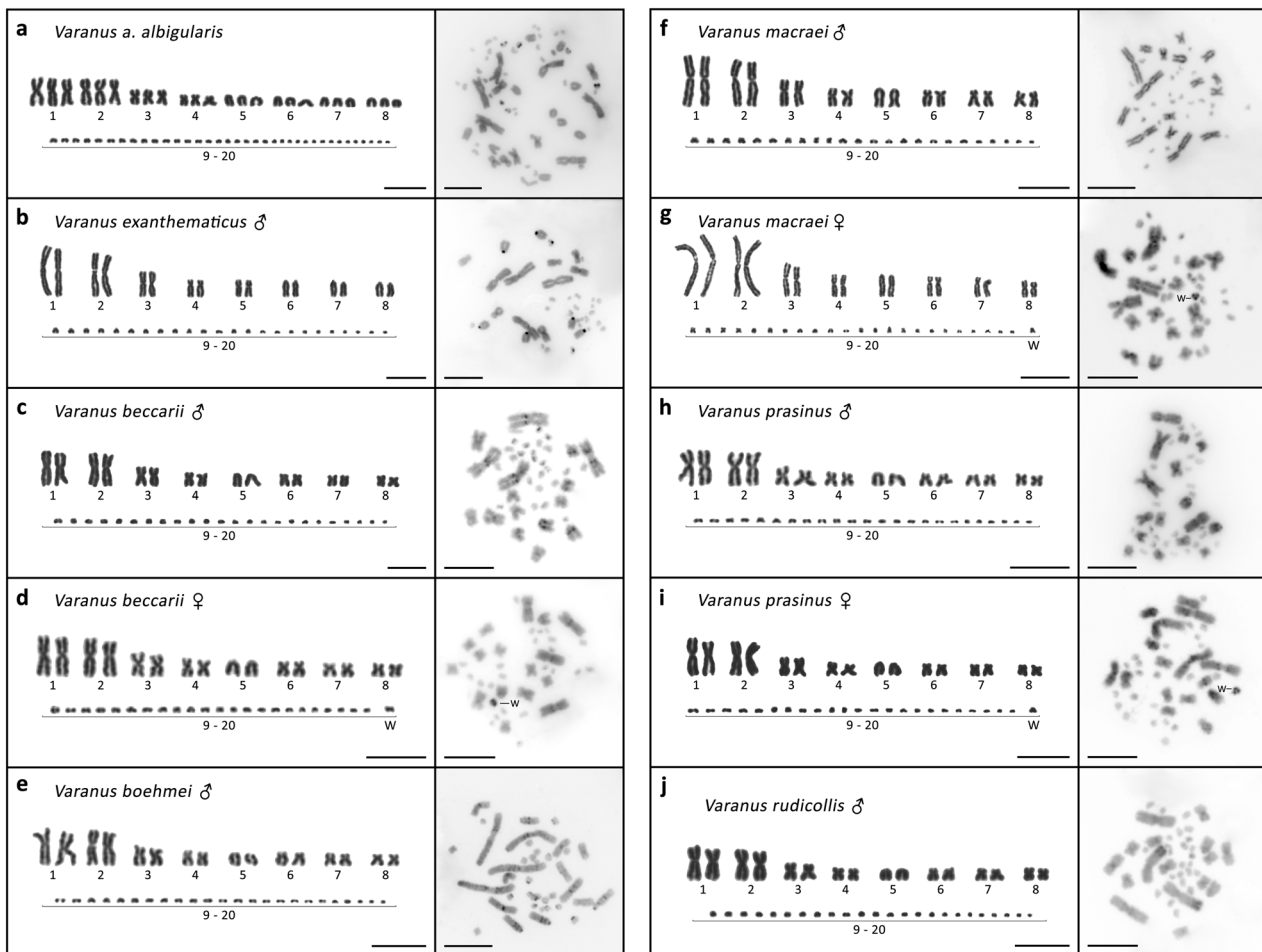 a Varanus a. albigularis
1 2 3 4 5 6 7 8
9 - 20
b Varanus exanthematicus ♂
1 2 3 4 5 6 7 8
9 - 20
c Varanus beccarii ♂
1 2 3 4 5 6 7 8
9 - 20
d Varanus beccarii ♀
1 2 3 4 5 6 7 8
9 - 20 W
W
e Varanus boehmei ♂
1 2 3 4 5 6 7 8
9 - 20
f Varanus macraei ♂
1 2 3 4 5 6 7 8
9 - 20
g Varanus macraei ♀
1 2 3 4 5 6 7 8
9 - 20 W
W
h Varanus prasinus ♂
1 2 3 4 5 6 7 8
9 - 20
i Varanus prasinus ♀
1 2 3 4 5 6 7 8
9 - 20 W
W
j Varanus rudicollis ♂
1 2 3 4 5 6 7 8
9 - 20